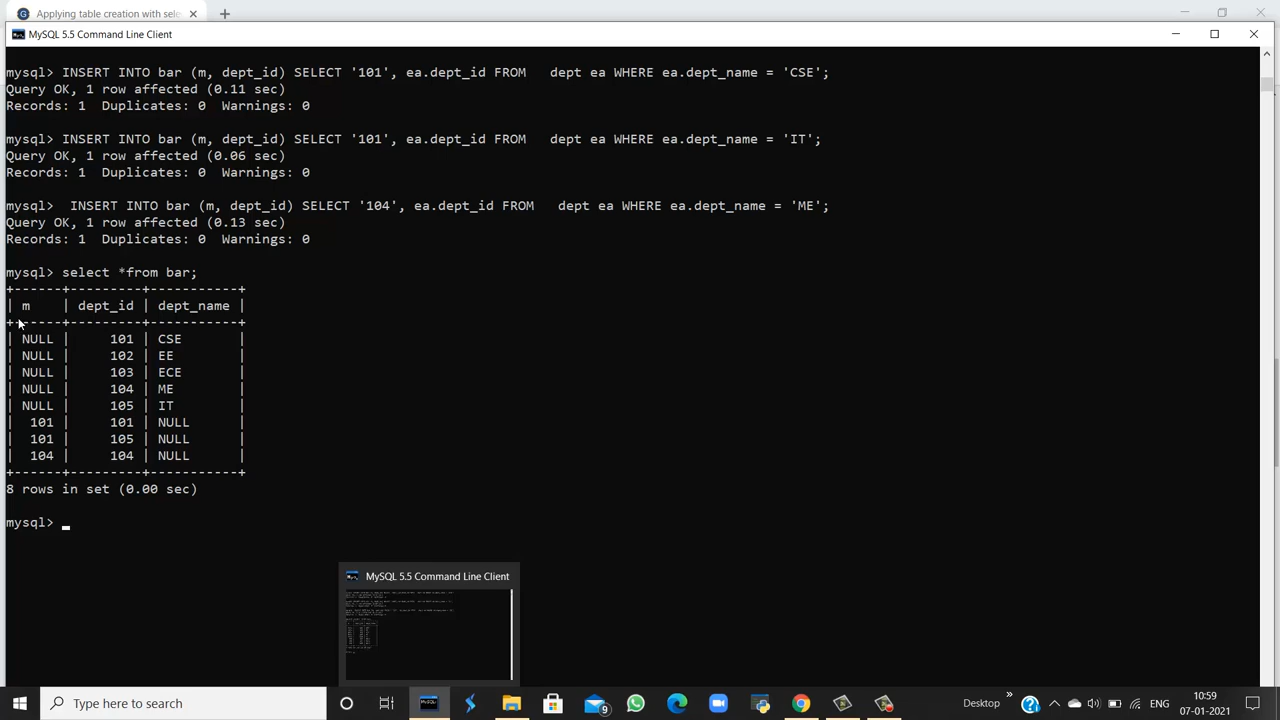 Applying table creation with sele
MySQL 5.5 Command Line Client
mysql> INSERT INTO bar (m, dept_id) SELECT '101', ea.dept_id FROM   dept ea WHERE ea.dept_name = 'CSE';
Query OK, 1 row affected (0.11 sec)
Records: 1  Duplicates: 0  Warnings: 0
mysql> INSERT INTO bar (m, dept_id) SELECT '101', ea.dept_id FROM   dept ea WHERE ea.dept_name = 'IT';
Query OK, 1 row affected (0.06 sec)
Records: 1  Duplicates: 0  Warnings: 0
mysql>  INSERT INTO bar (m, dept_id) SELECT '104', ea.dept_id FROM   dept ea WHERE ea.dept_name = 'ME';
Query OK, 1 row affected (0.13 sec)
Records: 1  Duplicates: 0  Warnings: 0
mysql> select *from bar;
+------+---------+-----------+
| m    | dept_id | dept_name |
+------+---------+-----------+
| NULL |     101 | CSE       |
| NULL |     102 | EE        |
| NULL |     103 | ECE       |
| NULL |     104 | ME        |
| NULL |     105 | IT        |
|  101 |     101 | NULL      |
|  101 |     105 | NULL      |
|  104 |     104 | NULL      |
+------+---------+-----------+
8 rows in set (0.00 sec)
mysql> _
MySQL 5.5 Command Line Client
Type here to search
MySQL
9
Desktop
ENG
10:59
07-01-2021